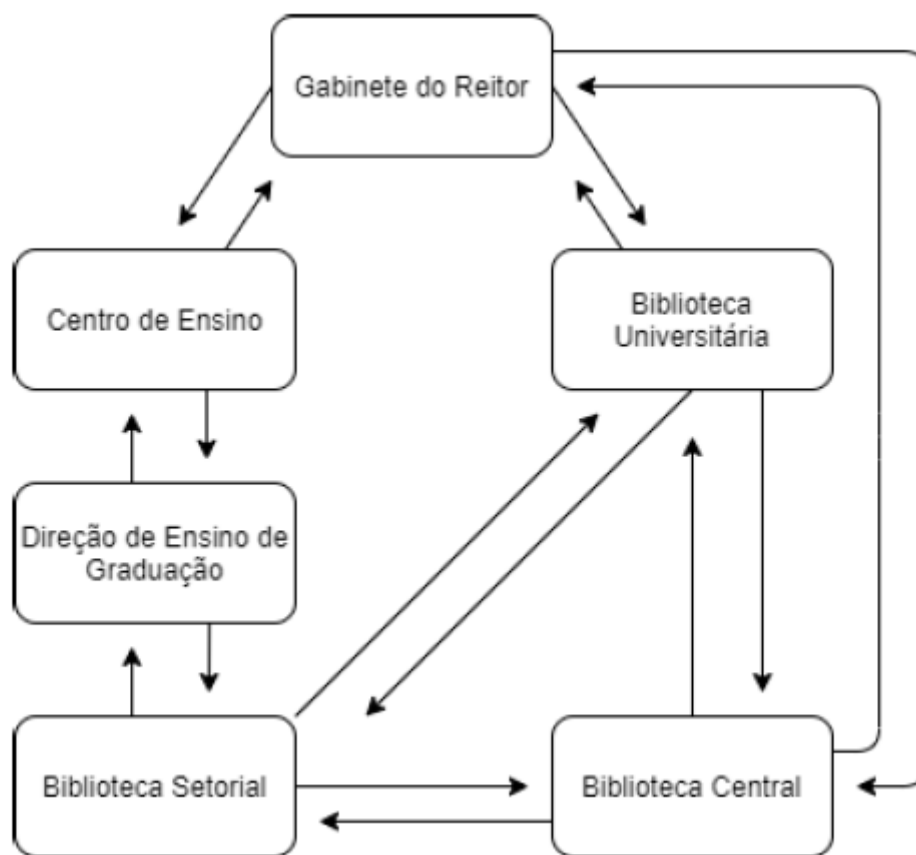 Gabinete do Reitor
Centro de Ensino
Biblioteca
Universitária
Direção de Ensino de
Graduação
Biblioteca Setorial
Biblioteca Central